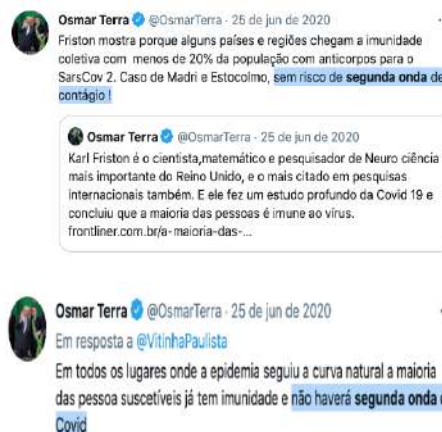 Osmar Terra @OsmarTerra · 25 de jun de 2020
Friston mostra porque alguns países e regiões chegam a imunidade
coletiva com menos de 20% da população com anticorpos para o
SarsCov 2. Caso de Madri e Estocolmo, sem risco de segunda onda de
contágio !
Osmar Terra @OsmarTerra · 25 de jun de 2020
Karl Friston é o cientista,matemático e pesquisador de Neuro ciência
mais importante do Reino Unido, e o mais citado em pesquisas
internacionais também. E ele fez um estudo profundo da Covid 19 e
concluiu que a maioria das pessoas é imune ao vírus.
frontliner.com.br/a-maioria-das-...
Osmar Terra @OsmarTerra · 25 de jun de 2020
Em resposta a @VitinhaPaulista
Em todos os lugares onde a epidemia seguiu a curva natural a maioria
das pessoa suscetíveis já tem imunidade e não haverá segunda onda
Covid